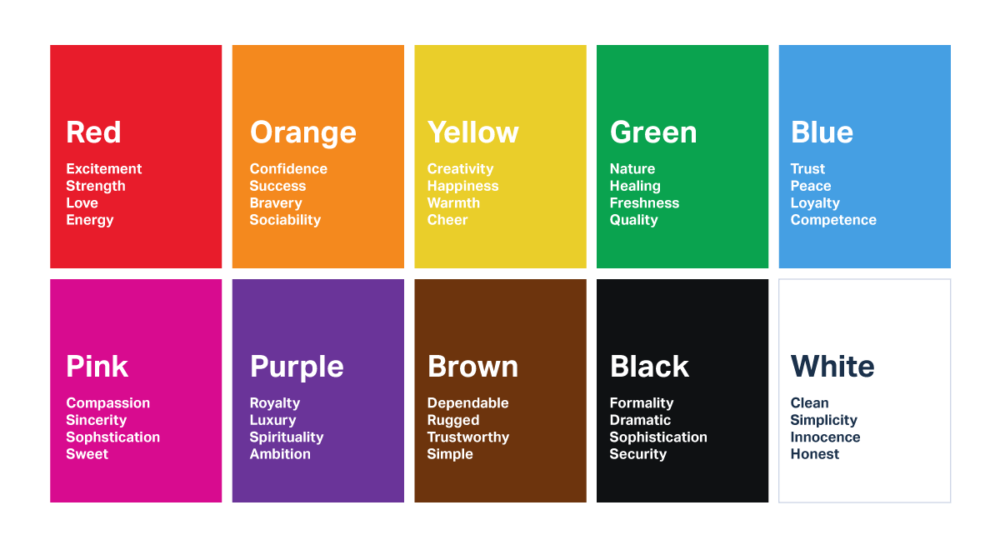 Red
Excitement
Strength
Love
Energy
Orange
Confidence
Success
Bravery
Sociability
Yellow
Creativity
Happiness
Warmth
Cheer
Green
Nature
Healing
Freshness
Quality
Blue
Trust
Peace
Loyalty
Competence
Pink
Compassion
Sincerity
Sophstication
Sweet
Purple
Royalty
Luxury
Spirituality
Ambition
Brown
Dependable
Rugged
Trustworthy
Simple
Black
Formality
Dramatic
Sophistication
Security
White
Clean
Simplicity
Innocence
Honest